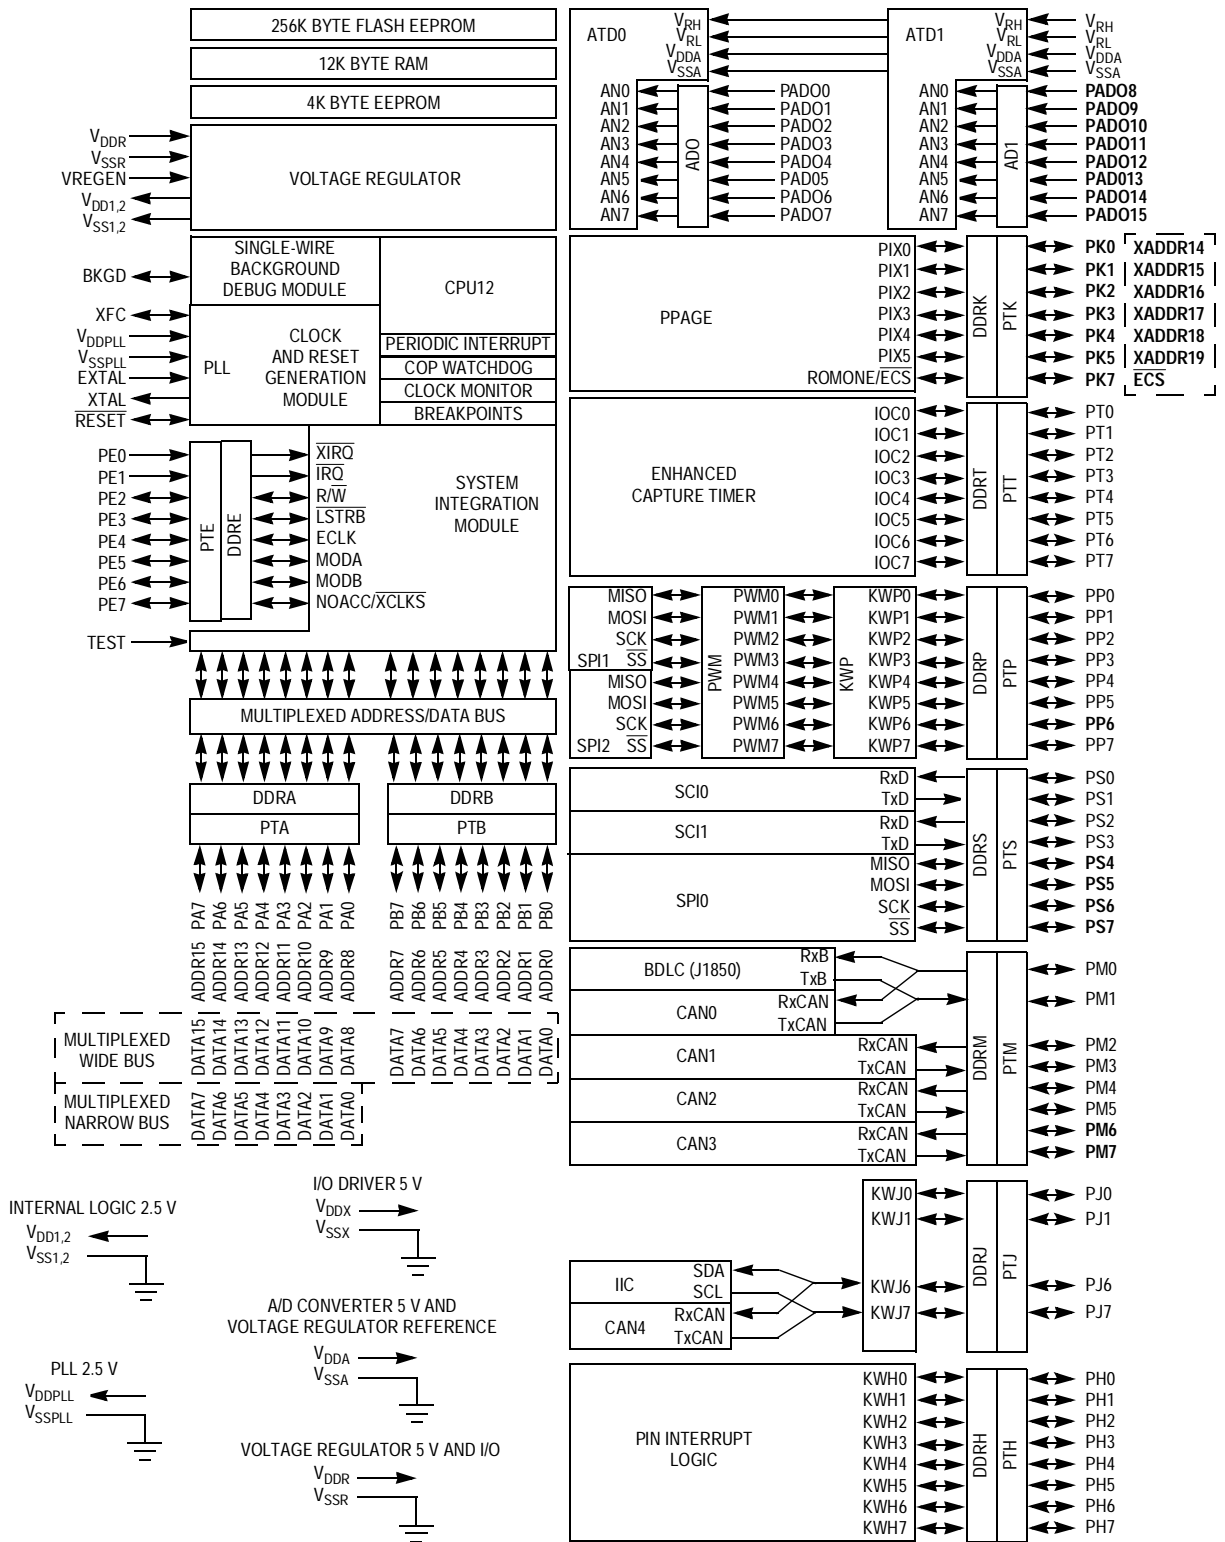 256K BYTE FLASH EEPROM
12K BYTE RAM
4K BYTE EEPROM
VDDR
VSSR
VREGEN
VDD1,2
VSS1,2
VOLTAGE REGULATOR
BKGD
SINGLE-WIRE
BACKGROUND
DEBUG MODULE
CPU12
XFC
VDDPLL
VSSPLL
EXTAL
XTAL
RESET
PLL
CLOCK
AND RESET
GENERATION
MODULE
PERIODIC INTERRUPT
COP WATCHDOG
CLOCK MONITOR
BREAKPOINTS
PE0
PE1
PE2
PE3
PE4
PE5
PE6
PE7
TEST
PTE
DDRE
XIRQ
IRQ
R/W
LSTRB
ECLK
MODA
MODB
NOACC/XCLKS
SYSTEM
INTEGRATION
MODULE
MULTIPLEXED ADDRESS/DATA BUS
DDRA
DDRB
PTA
PTB
PA7
PA6
PA5
PA4
PA3
PA2
PA1
PA0
PB7
PB6
PB5
PB4
PB3
PB2
PB1
PB0
ADDR15
ADDR14
ADDR13
ADDR12
ADDR11
ADDR10
ADDR9
ADDR8
ADDR7
ADDR6
ADDR5
ADDR4
ADDR3
ADDR2
ADDR1
ADDR0
MULTIPLEXED
WIDE BUS
DATA15
DATA14
DATA13
DATA12
DATA11
DATA10
DATA9
DATA8
DATA7
DATA6
DATA5
DATA4
DATA3
DATA2
DATA1
DATA0
MULTIPLEXED
NARROW BUS
DATA7
DATA6
DATA5
DATA4
DATA3
DATA2
DATA1
DATA0
INTERNAL LOGIC 2.5 V
VDD1,2
VSS1,2
PLL 2.5 V
VDDPLL
VSSPLL
I/O DRIVER 5 V
VDDX
VSSX
A/D CONVERTER 5 V AND
VOLTAGE REGULATOR REFERENCE
VDDA
VSSA
VOLTAGE REGULATOR 5 V AND I/O
VDDR
VSSR
ATD0
VRH
VRL
VDDA
VSSA
AN0
AN1
AN2
AN3
AN4
AN5
AN6
AN7
ADO
PADO0
PADO1
PADO2
PADO3
PADO4
PAD05
PADO6
PADO7
ATD1
VRH
VRL
VDDA
VSSA
VRH
VRL
VDDA
VSSA
AN0
AN1
AN2
AN3
AN4
AN5
AN6
AN7
AD1
PADO8
PADO9
PADO10
PADO11
PADO12
PAD013
PADO14
PADO15
PPAGE
PIX0
PIX1
PIX2
PIX3
PIX4
PIX5
ROMONE/ECS
DDRK
PTK
PK0 XADDR14
PK1 XADDR15
PK2 XADDR16
PK3 XADDR17
PK4 XADDR18
PK5 XADDR19
PK7 ECS
ENHANCED
CAPTURE TIMER
IOC0
IOC1
IOC2
IOC3
IOC4
IOC5
IOC6
IOC7
DDRT
PTT
PT0
PT1
PT2
PT3
PT4
PT5
PT6
PT7
MISO
MOSI
SCK
SPI1 SS
MISO
MOSI
SCK
SPI2 SS
PWM
PWM0
PWM1
PWM2
PWM3
PWM4
PWM5
PWM6
PWM7
KWP
KWP0
KWP1
KWP2
KWP3
KWP4
KWP5
KWP6
KWP7
DDRP
PTP
PP0
PP1
PP2
PP3
PP4
PP5
PP6
PP7
SCI0
RxD
TxD
SCI1
RxD
TxD
SPI0
MISO
MOSI
SCK
SS
DDRS
PTS
PS0
PS1
PS2
PS3
PS4
PS5
PS6
PS7
BDLC (J1850)
RxB
TxB
CAN0
RxCAN
TxCAN
CAN1
RxCAN
TxCAN
CAN2
RxCAN
TxCAN
CAN3
RxCAN
TxCAN
DDRM
PTM
PM0
PM1
PM2
PM3
PM4
PM5
PM6
PM7
IIC
SDA
SCL
CAN4
RxCAN
TxCAN
KWJ0
KWJ1
KWJ6
KWJ7
DDRJ
PTJ
PJ0
PJ1
PJ6
PJ7
PIN INTERRUPT
LOGIC
KWH0
KWH1
KWH2
KWH3
KWH4
KWH5
KWH6
KWH7
DDRH
PTH
PH0
PH1
PH2
PH3
PH4
PH5
PH6
PH7